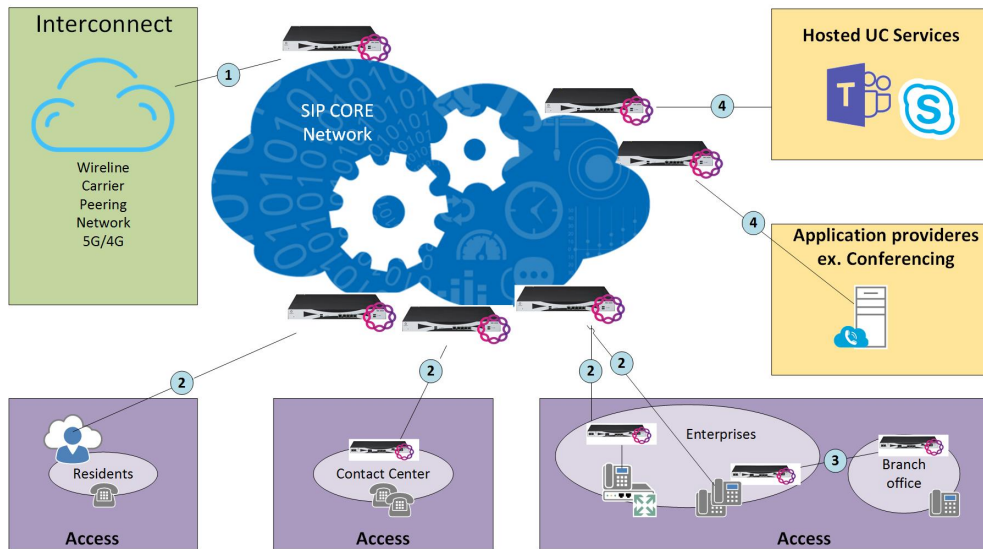 Interconnect
Wireline
Carrier
Peering
Network
5G/4G
1
SIP CORE
Network
4
Hosted UC Services
T
S
4
Application provideres
ex. Conferencing
2
2
2
2
Residents
Access
Contact Center
Access
Enterprises
3
Branch
office
Access